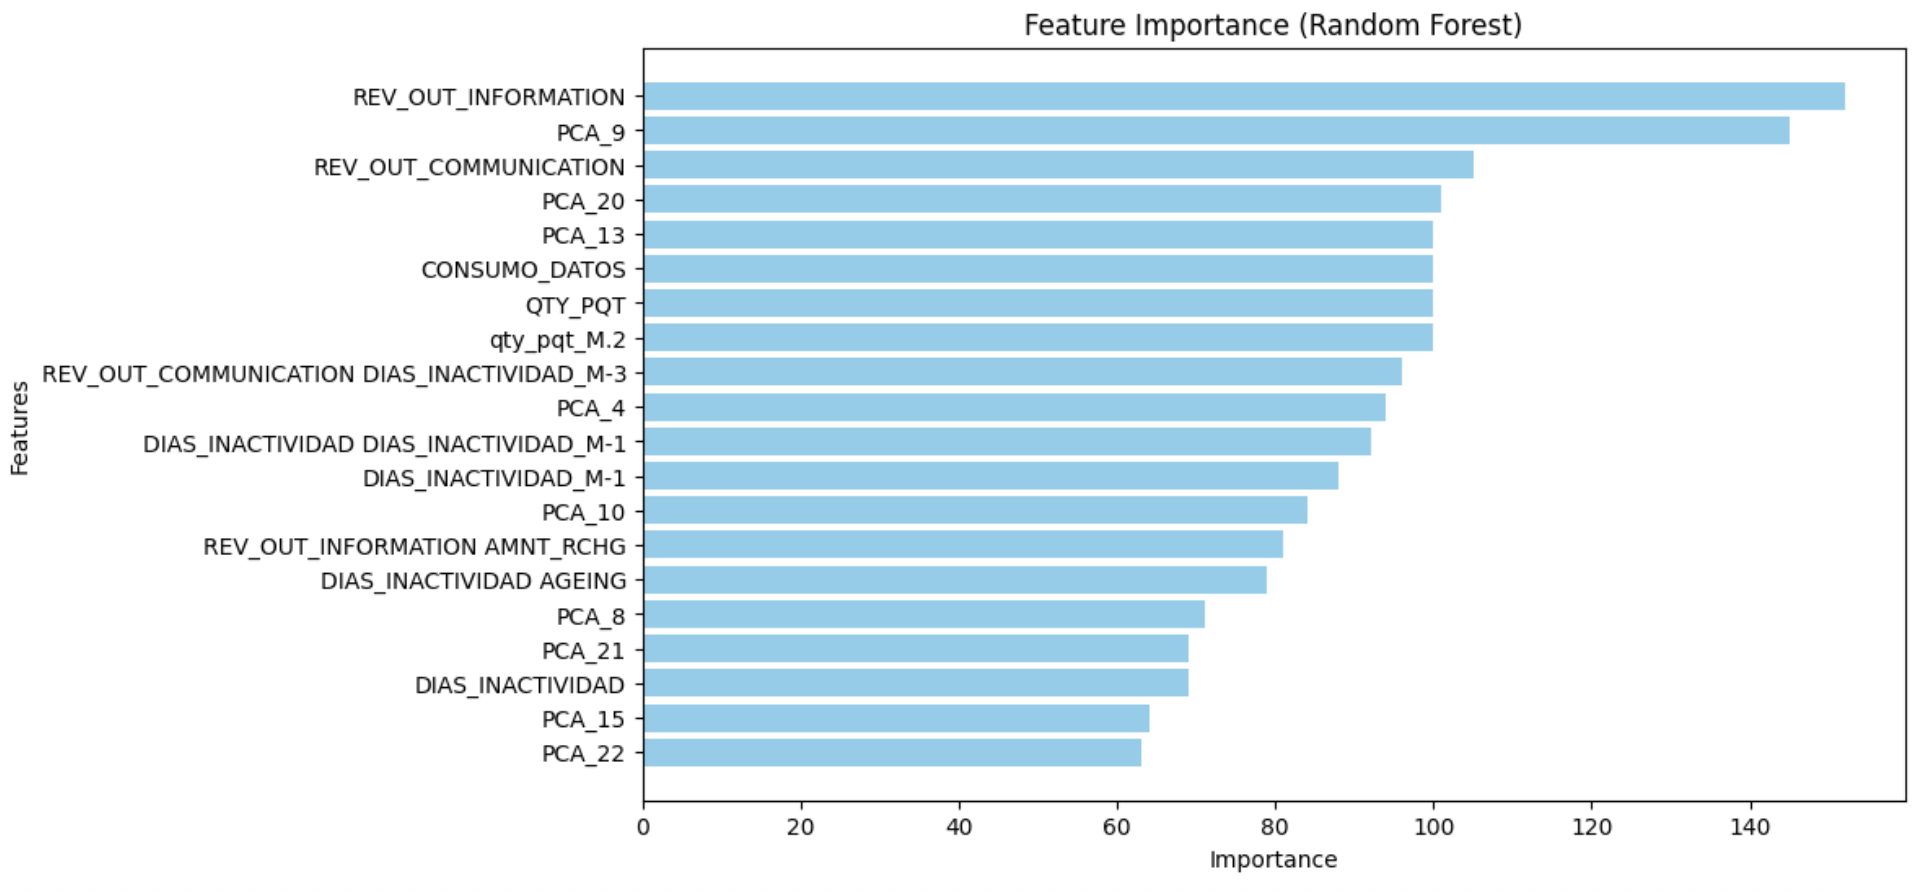 Feature Importance (Random Forest)
REV_OUT_INFORMATION
PCA_9
REV_OUT_COMMUNICATION
PCA_20
PCA_13
CONSUMO_DATOS
QTY_PQT
qty_pqt_M.2
REV_OUT_COMMUNICATION DIAS_INACTIVIDAD_M-3
PCA_4
DIAS_INACTIVIDAD DIAS_INACTIVIDAD_M-1
DIAS_INACTIVIDAD_M-1
PCA_10
REV_OUT_INFORMATION AMNT_RCHG
DIAS_INACTIVIDAD AGEING
PCA_8
PCA_21
DIAS_INACTIVIDAD
PCA_15
PCA_22
Features
0 20 40 60 80 100 120 140
Importance